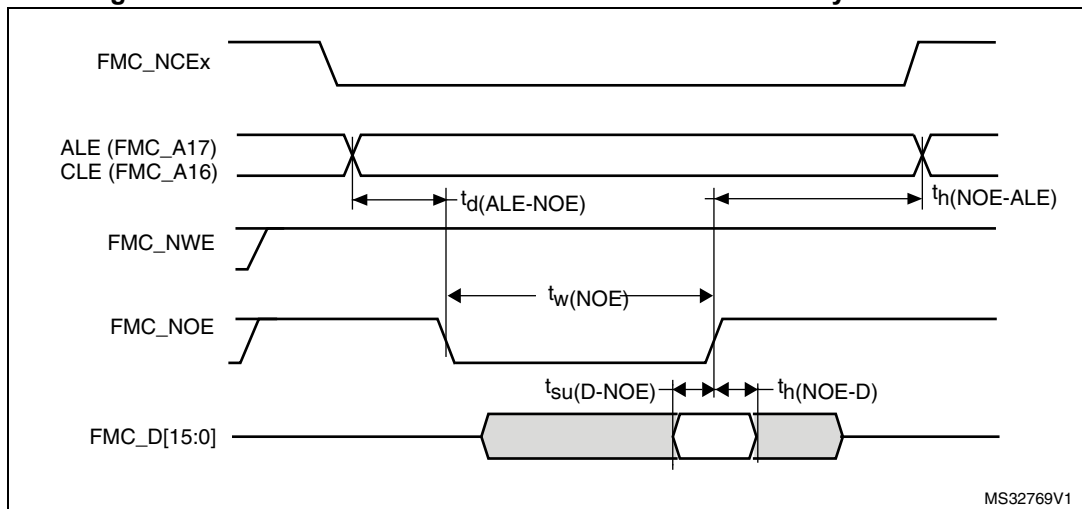 FMC_NCEx
ALE (FMC_A17)
CLE (FMC_A16)
td(ALE-NOE)
th(NOE-ALE)
FMC_NWE
tw(NOE)
FMC_NOE
tsu(D-NOE)
th(NOE-D)
FMC_D[15:0]
MS32769V1